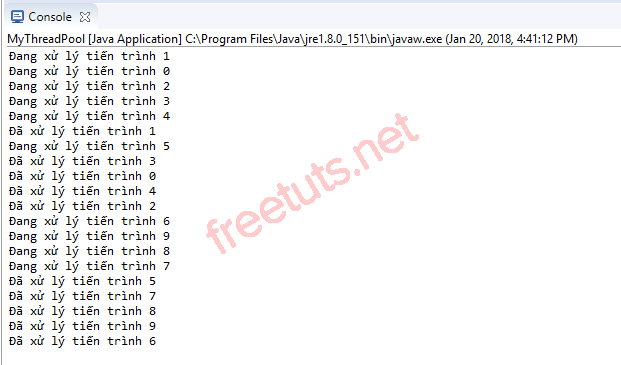 Console
MyThreadPool [Java Application] C:\Program Files\Java\jre1.8.0_151\bin\javaw.exe (Jan 20, 2018, 4:41:12 PM)
Đang xử lý tiến trình 1
Đang xử lý tiến trình 0
Đang xử lý tiến trình 2
Đang xử lý tiến trình 3
Đang xử lý tiến trình 4
Đã xử lý tiến trình 1
Đang xử lý tiến trình 5
Đã xử lý tiến trình 3
Đã xử lý tiến trình 0
Đã xử lý tiến trình 4
Đã xử lý tiến trình 2
Đang xử lý tiến trình 6
Đang xử lý tiến trình 9
Đang xử lý tiến trình 8
Đang xử lý tiến trình 7
Đã xử lý tiến trình 5
Đã xử lý tiến trình 7
Đã xử lý tiến trình 8
Đã xử lý tiến trình 9
Đã xử lý tiến trình 6
freetuts.net